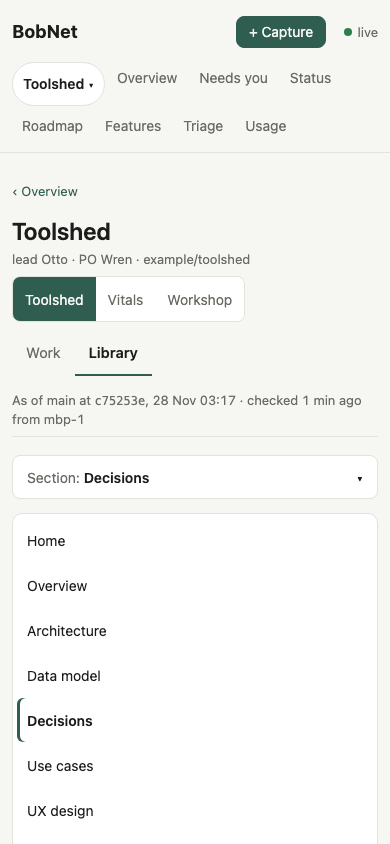 BobNet
+ Capture
live
Toolshed ▾
Overview
Needs you
Status
Roadmap
Features
Triage
Usage
‹ Overview
Toolshed
lead Otto · PO Wren · example/toolshed
Toolshed
Vitals
Workshop
Work
Library
As of main at c75253e, 28 Nov 03:17 · checked 1 min ago
from mbp-1
Section: Decisions ▾
Home
Overview
Architecture
Data model
Decisions
Use cases
UX design